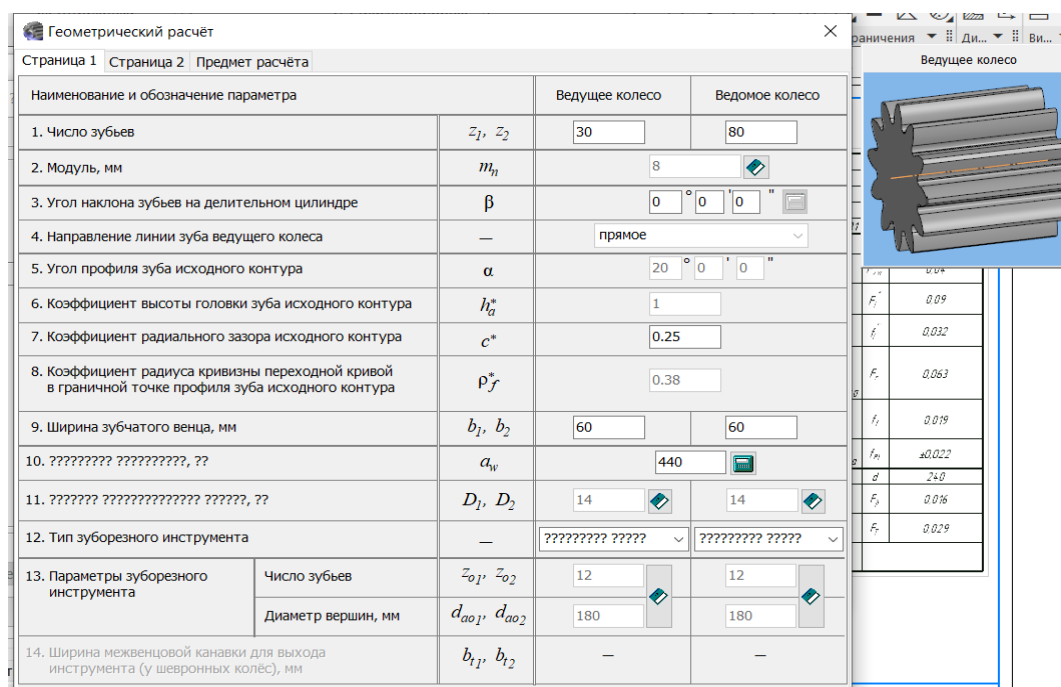 Геометрический расчёт
раничения Ди... Ви...
Страница 1 Страница 2 Предмет расчёта
Ведущее колесо
Наименование и обозначение параметра Ведущее колесо Ведомое колесо
1. Число зубьев z1, z2 30 80
2. Модуль, мм mn 8
3. Угол наклона зубьев на делительном цилиндре β 0 ° 0 ' 0 "
4. Направление линии зуба ведущего колеса — прямое
5. Угол профиля зуба исходного контура α 20 ° 0 ' 0 "
6. Коэффициент высоты головки зуба исходного контура h*a 1
7. Коэффициент радиального зазора исходного контура c* 0.25
8. Коэффициент радиуса кривизны переходной кривой
в граничной точке профиля зуба исходного контура ρ*f 0.38
9. Ширина зубчатого венца, мм b1, b2 60 60
10. ????????? ??????????, ?? aw 440
11. ??????? ?????????????? ??????, ?? D1, D2 14 14
12. Тип зуборезного инструмента — ????????? ????? ????????? ?????
13. Параметры зуборезного
инструмента
Число зубьев zo1, zo2 12 12
Диаметр вершин, мм dao1, dao2 180 180
14. Ширина межвенцовой канавки для выхода
инструмента (у шевронных колёс), мм bt1, bt2 — —
0.04
0.09
0,032
Fr 0,063
0.019
±0,022
d 240
0.016
0.029